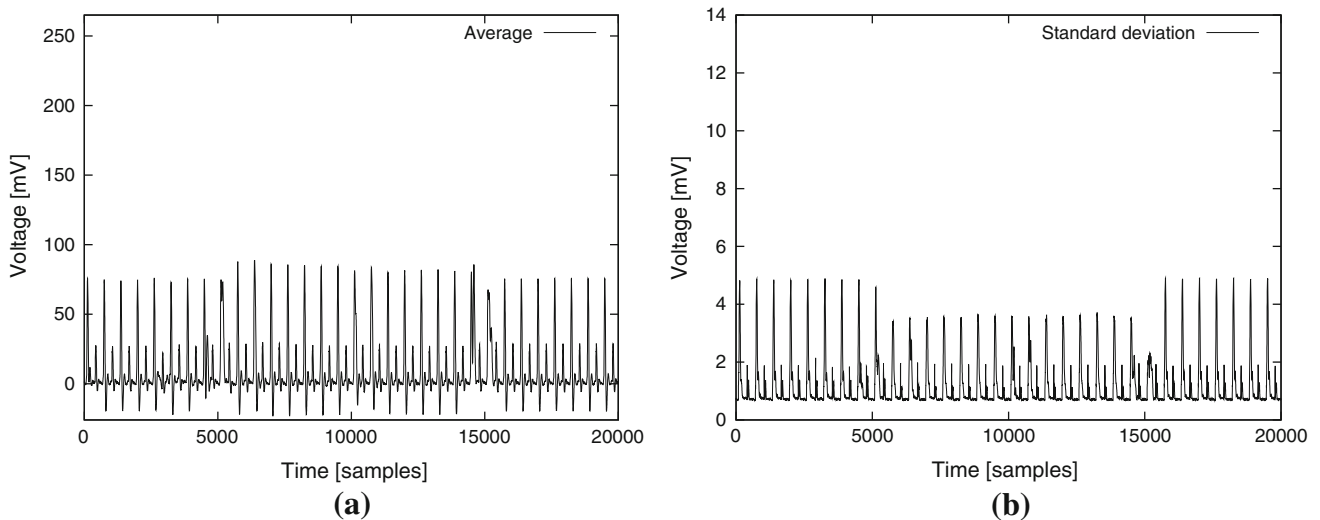 Average
250
200
150
100
50
0
Voltage [mV]
0 5000 10000 15000 20000
Time [samples]
(a)
Standard deviation
14
12
10
8
6
4
2
0
Voltage [mV]
0 5000 10000 15000 20000
Time [samples]
(b)